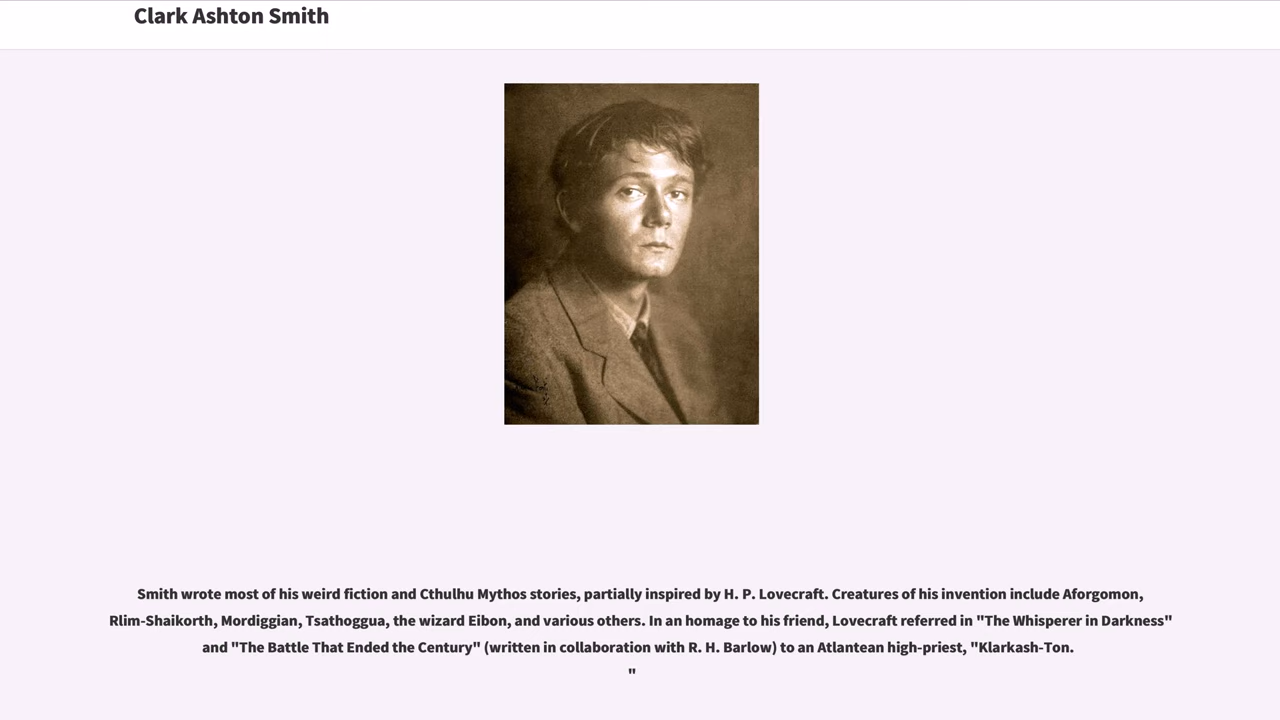 Clark Ashton Smith
Smith wrote most of his weird fiction and Cthulhu Mythos stories, partially inspired by H. P. Lovecraft. Creatures of his invention include Aforgomon,
Rlim-Shaikorth, Mordiggian, Tsathoggua, the wizard Eibon, and various others. In an homage to his friend, Lovecraft referred in "The Whisperer in Darkness"
and "The Battle That Ended the Century" (written in collaboration with R. H. Barlow) to an Atlantean high-priest, "Klarkash-Ton.
"